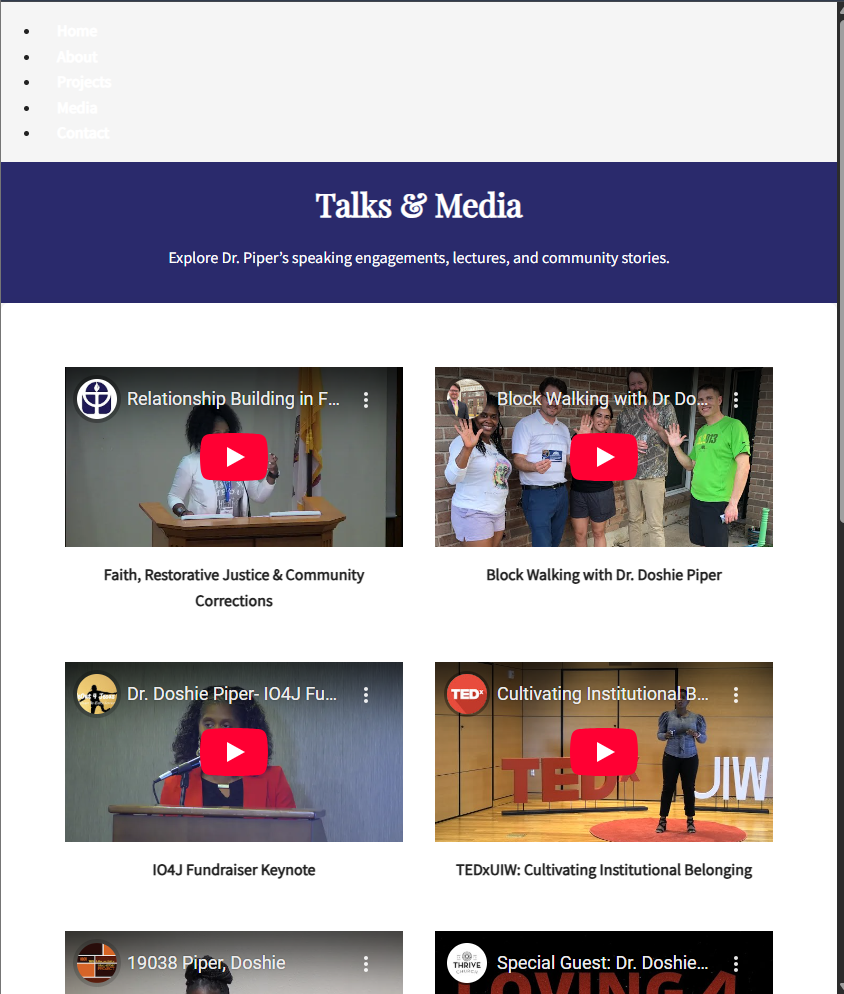 Home
About
Projects
Media
Contact
Talks & Media
Explore Dr. Piper’s speaking engagements, lectures, and community stories.
Relationship Building in F...
Block Walking with Dr Do...
Faith, Restorative Justice & Community
Corrections
Block Walking with Dr. Doshie Piper
Dr. Doshie Piper- IO4J Fu...
TEDx
Cultivating Institutional B...
TEDx
UIW
IO4J Fundraiser Keynote
TEDxUIW: Cultivating Institutional Belonging
19038 Piper, Doshie
THRIVE
CHURCH
Special Guest: Dr. Doshie...
LOVING 4